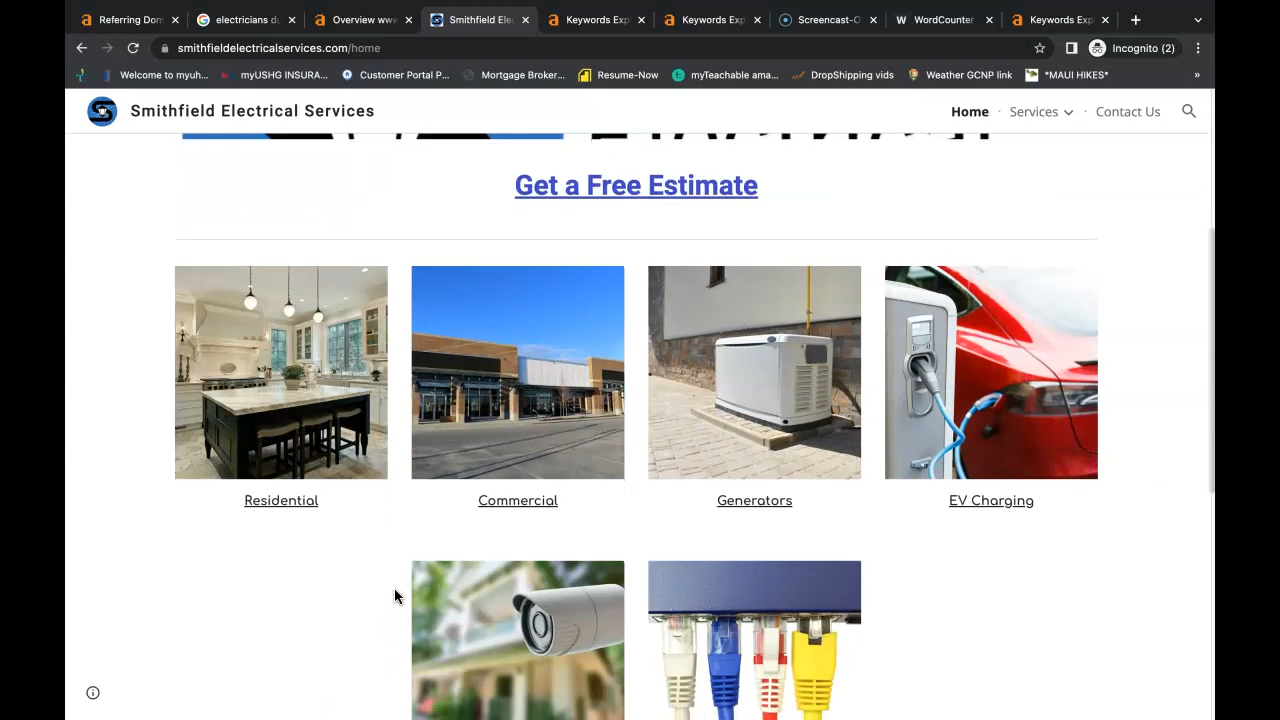 Referring Dom
electricians du
Overview www
Smithfield Elec
Keywords Exp
Keywords Exp
Screencast-O
WordCounter
Keywords Exp
smithfieldelectricalservices.com/home
Incognito (2)
Welcome to myuh...
myUSHG INSURA...
Customer Portal P...
Mortgage Broker...
Resume-Now
myTeachable ama...
DropShipping vids
Weather GCNP link
*MAUI HIKES*
»
Smithfield Electrical Services
Home
Services
Contact Us
Get a Free Estimate
Residential
Commercial
Generators
EV Charging